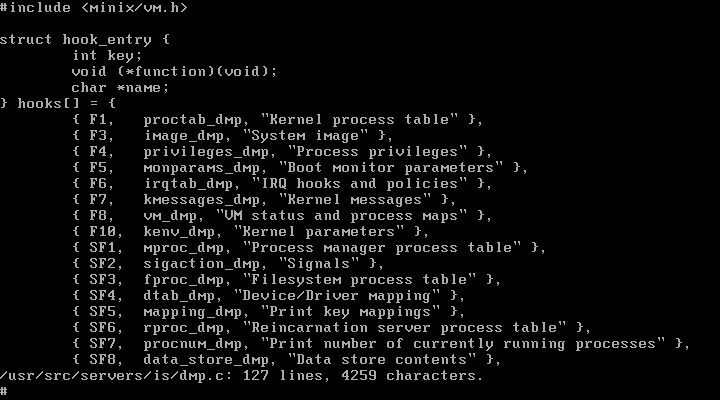 #include <minix/vm.h>
struct hook_entry {
int key;
void (*function)(void);
char *name;
} hooks[] = {
{ F1, proctab_dmp, "Kernel process table" },
{ F3, image_dmp, "System image" },
{ F4, privileges_dmp, "Process privileges" },
{ F5, monparams_dmp, "Boot monitor parameters" },
{ F6, irqtab_dmp, "IRQ hooks and policies" },
{ F7, kmessages_dmp, "Kernel messages" },
{ F8, vm_dmp, "VM status and process maps" },
{ F10, kenv_dmp, "Kernel parameters" },
{ SF1, mproc_dmp, "Process manager process table" },
{ SF2, sigaction_dmp, "Signals" },
{ SF3, fproc_dmp, "Filesystem process table" },
{ SF4, dtab_dmp, "Device/Driver mapping" },
{ SF5, mapping_dmp, "Print key mappings" },
{ SF6, rproc_dmp, "Reincarnation server process table" },
{ SF7, procnum_dmp, "Print number of currently running processes" },
{ SF8, data_store_dmp, "Data store contents" },
/usr/src/servers/is/dmp.c: 127 lines, 4259 characters.
#